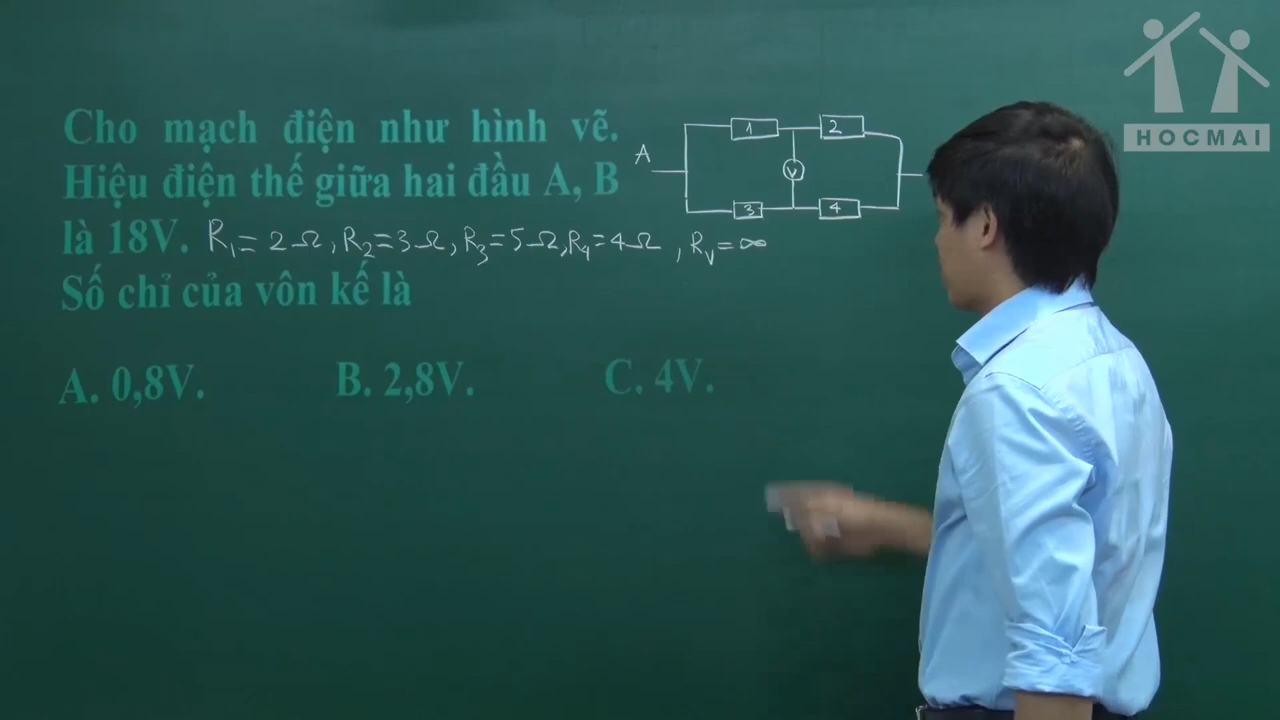 HOCMAI
Cho mạch điện như hình vẽ.
Hiệu điện thế giữa hai đầu A, B
là 18V. R₁ = 2Ω, R₂ = 3Ω, R₃ = 5Ω, R₄ = 4Ω, Rᵥ = ∞
Số chỉ của vôn kế là
A. 0,8V. B. 2,8V. C. 4V.
1 2
A V
3 4